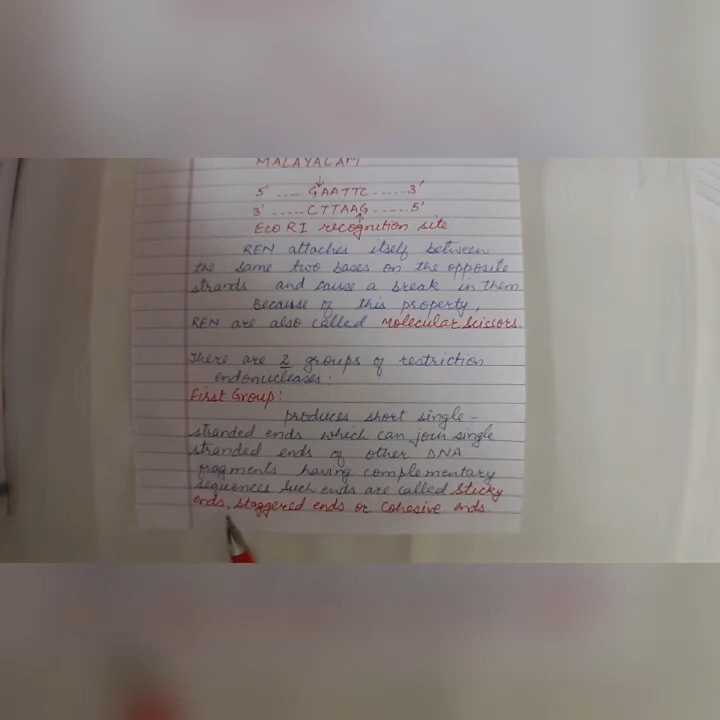 MALAYALAM
5' ...... GAATTC ......3'
3' ...... CTTAAG ......5'
Eco RI recognition site
REN attaches itself between
the same two bases on the opposite
strands and cause a break in them
Because of this property,
REN are also called Molecular scissors.
There are 2 groups of restriction
endonucleases:
First Group:
produces short single-
stranded ends which can join single
stranded ends of other DNA
fragments having complementary
sequences such ends are called Sticky
ends, staggered ends or cohesive ends